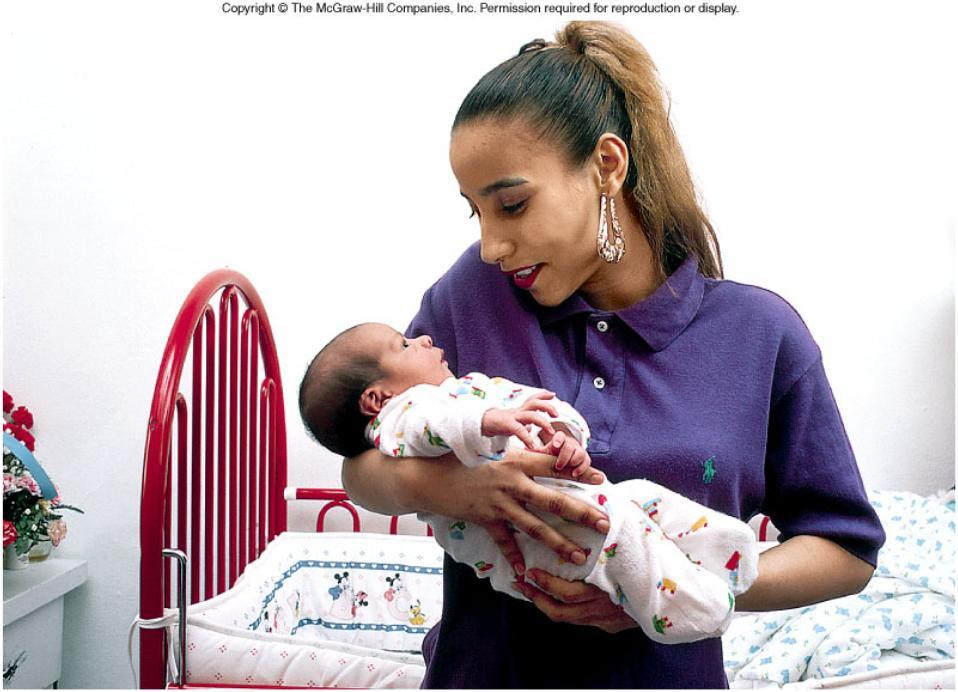 Copyright © The McGraw-Hill Companies, Inc. Permission required for reproduction or display.